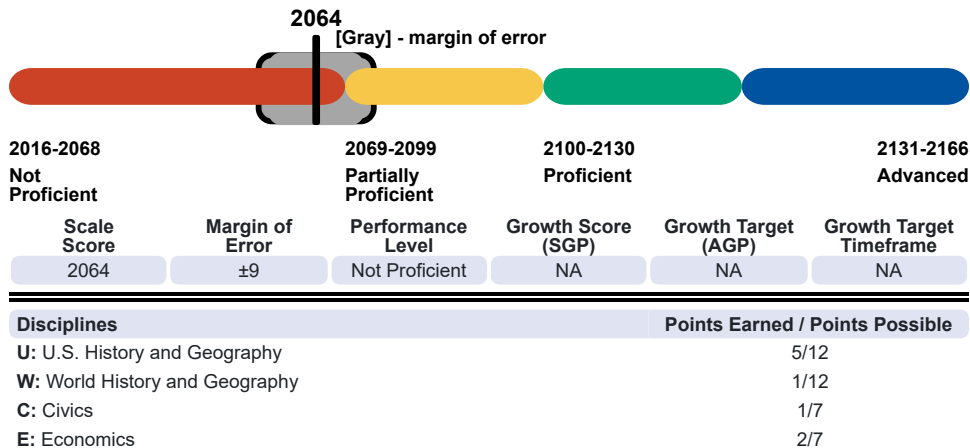 2064
[Gray] - margin of error
2016-2068 2069-2099 2100-2130 2131-2166
Not Proficient Partially Proficient Proficient Advanced
Scale Score Margin of Error Performance Level Growth Score (SGP) Growth Target (AGP) Growth Target Timeframe
2064 ±9 Not Proficient NA NA NA
Disciplines Points Earned / Points Possible
U: U.S. History and Geography 5/12
W: World History and Geography 1/12
C: Civics 1/7
E: Economics 2/7